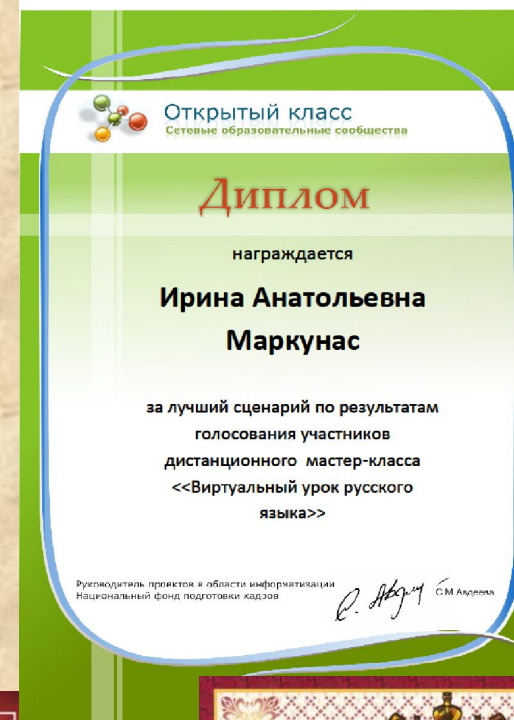 Открытый класс
Сетевые образовательные сообщества
Диплом
награждается
Ирина Анатольевна
Маркунас
за лучший сценарий по результатам
голосования участников
дистанционного мастер-класса
<<Виртуальный урок русского
языка>>
Руководитель проектов в области информатизации
Национальный фонд подготовки кадров
С.М.Авдеева